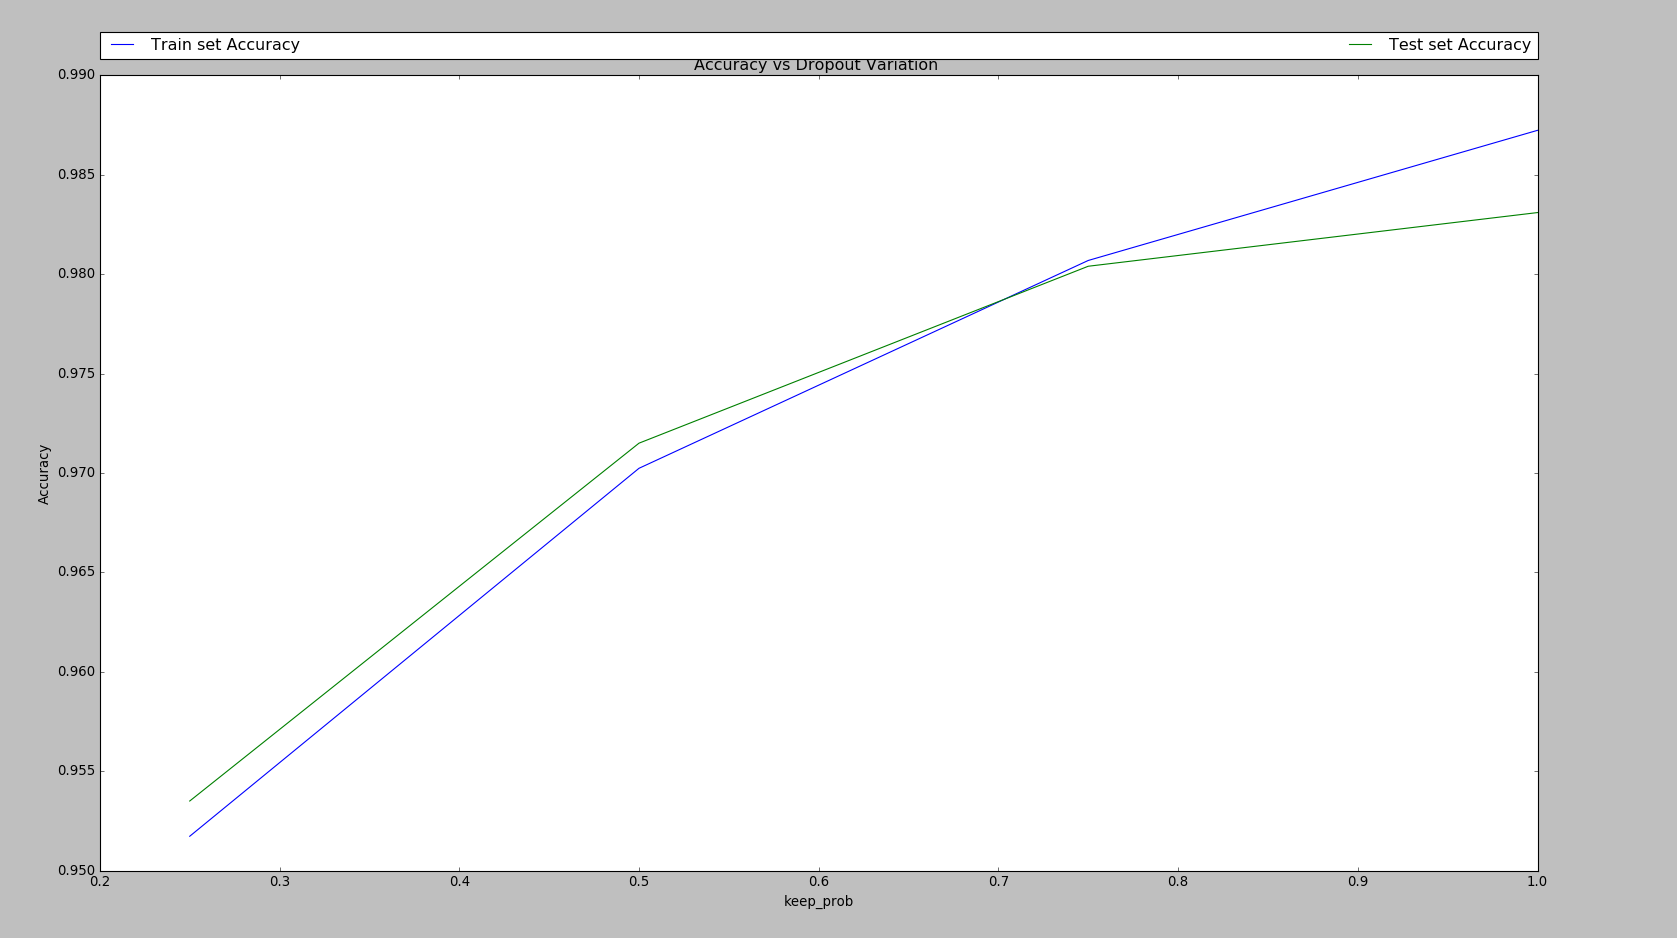 Train set Accuracy
Test set Accuracy
Accuracy vs Dropout Variation
0.990
0.985
0.980
0.975
0.970
0.965
0.960
0.955
0.950
Accuracy
0.2 0.3 0.4 0.5 0.6 0.7 0.8 0.9 1.0
keep_prob